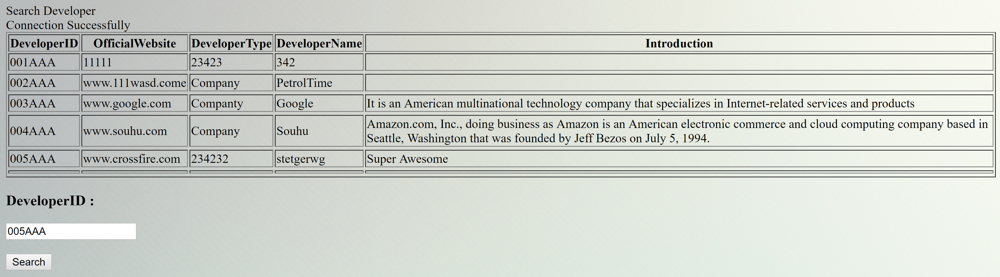 Search Developer
Connection Successfully
DeveloperID OfficialWebsite DeveloperType DeveloperName Introduction
001AAA 11111 23423 342
002AAA www.111wasd.come Company PetrolTime
003AAA www.google.com Companty Google It is an American multinational technology company that specializes in Internet-related services and products
004AAA www.souhu.com Company Souhu Amazon.com, Inc., doing business as Amazon is an American electronic commerce and cloud computing company based in
Seattle, Washington that was founded by Jeff Bezos on July 5, 1994.
005AAA www.crossfire.com 234232 stetgerwg Super Awesome
DeveloperID :
005AAA
Search